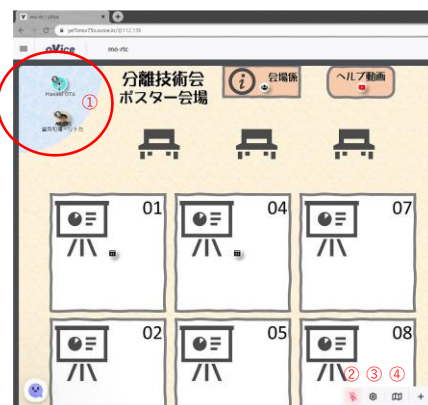 oVice
mo-rtc
①
分離技術会
ポスター会場
会場係
ヘルプ動画
01
04
07
02
05
08
② ③ ④